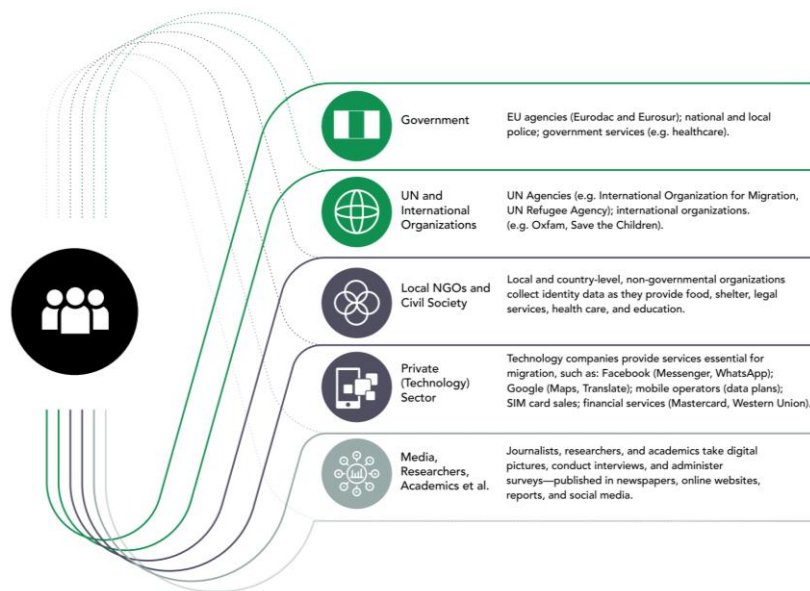 Government
EU agencies (Eurodac and Eurosur); national and local
police; government services (e.g. healthcare).
UN and
International
Organizations
UN Agencies (e.g. International Organization for Migration,
UN Refugee Agency); international organizations.
(e.g. Oxfam, Save the Children).
Local NGOs and
Civil Society
Local and country-level, non-governmental organizations
collect identity data as they provide food, shelter, legal
services, health care, and education.
Private
(Technology)
Sector
Technology companies provide services essential for
migration, such as: Facebook (Messenger, WhatsApp);
Google (Maps, Translate); mobile operators (data plans);
SIM card sales; financial services (Mastercard, Western Union).
Media,
Researchers,
Academics et al.
Journalists, researchers, and academics take digital
pictures, conduct interviews, and administer
surveys—published in newspapers, online websites,
reports, and social media.